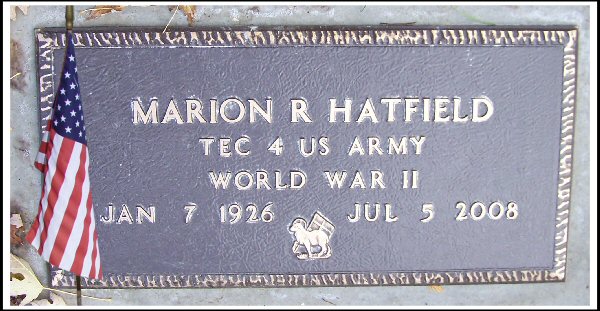 MARION R HATFIELD
TEC 4 US ARMY
WORLD WAR II
JAN 7 1926 JUL 5 2008